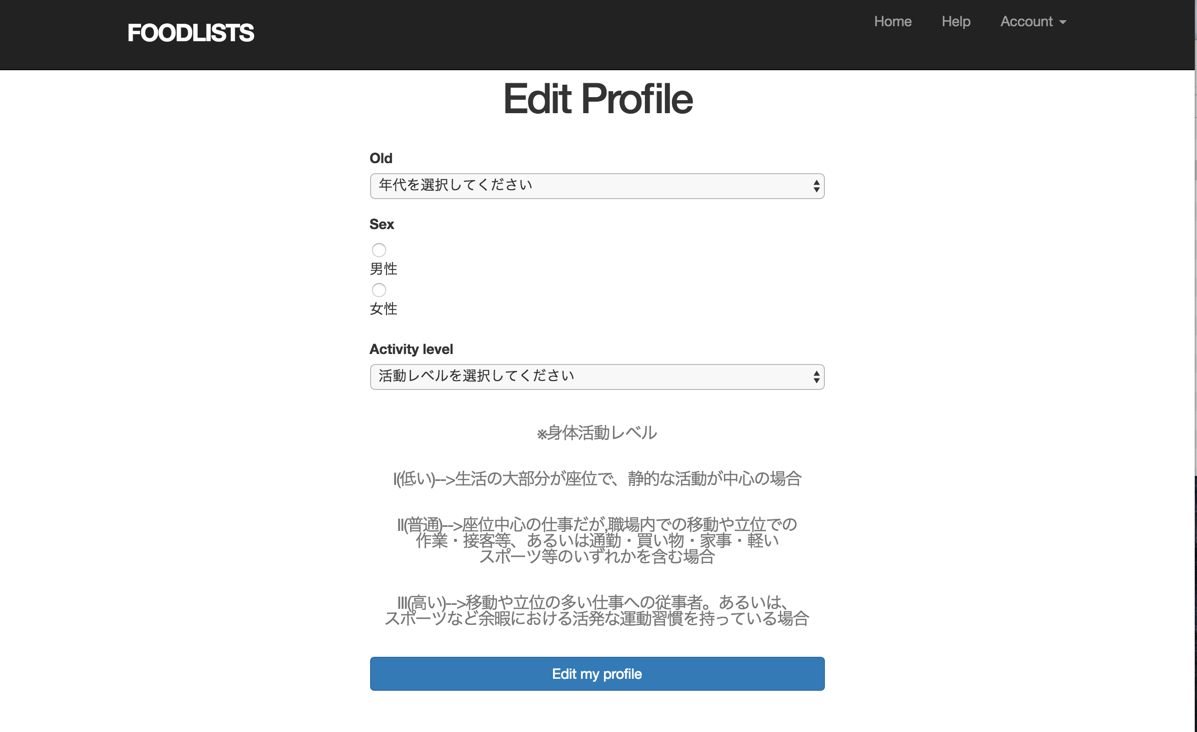 FOODLISTS
Home Help Account
Edit Profile
Old
年代を選択してください
Sex
男性
女性
Activity level
活動レベルを選択してください
※身体活動レベル
I(低い)-->生活の大部分が座位で、静的な活動が中心の場合
II(普通)-->座位中心の仕事だが,職場内での移動や立位での
作業・接客等、あるいは通勤・買い物・家事・軽い
スポーツ等のいずれかを含む場合
III(高い)-->移動や立位の多い仕事への従事者。あるいは、
スポーツなど余暇における活発な運動習慣を持っている場合
Edit my profile